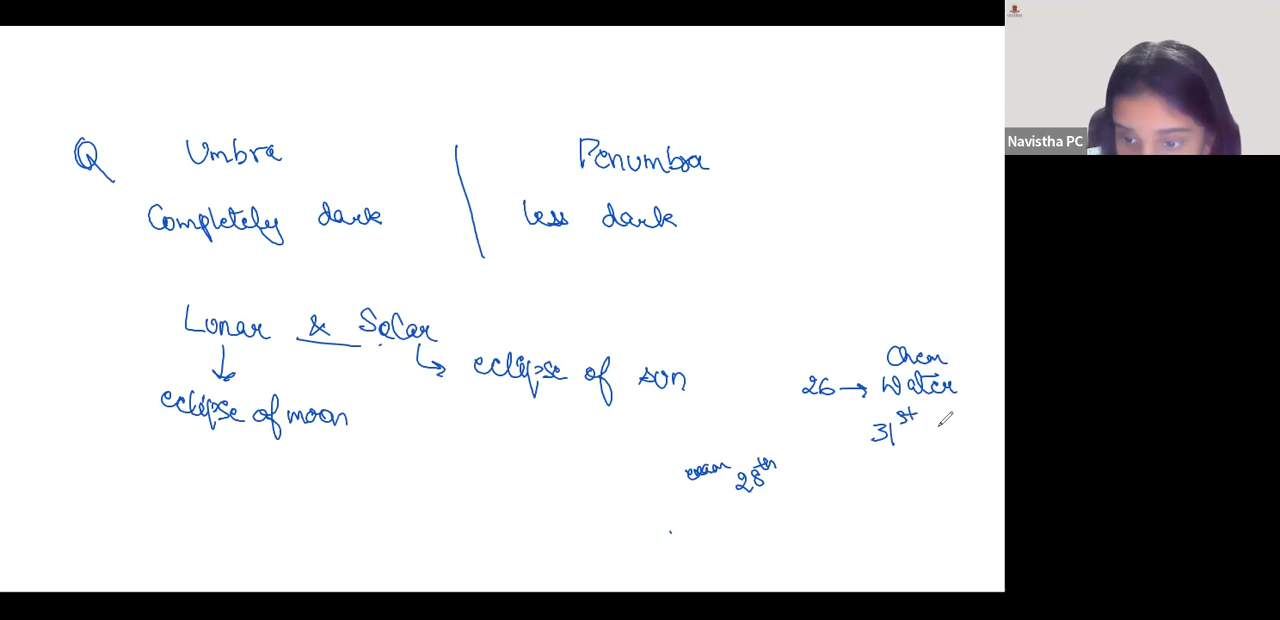 Q Umbra Penumbra
Completely dark less dark
Lunar & Solar
eclipse of sun
eclipse of moon
Chem
26 → Water
31st
exam 28th
Navistha PC